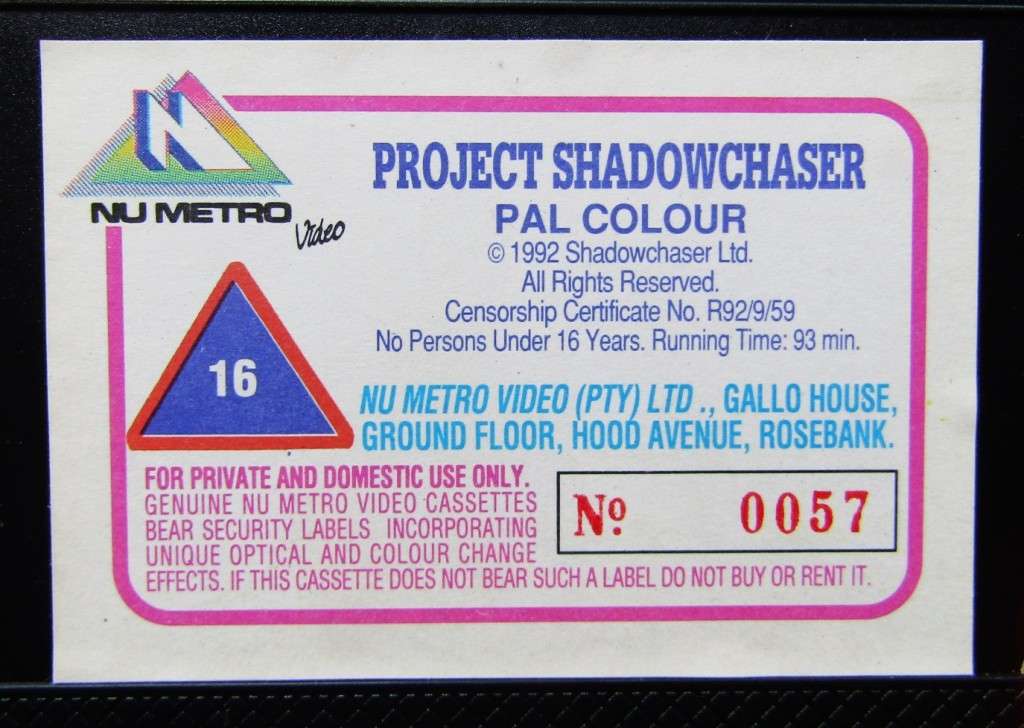 N
NU METRO
Video
PROJECT SHADOWCHASER
PAL COLOUR
© 1992 Shadowchaser Ltd.
All Rights Reserved.
Censorship Certificate No. R92/9/59
No Persons Under 16 Years. Running Time: 93 min.
16
NU METRO VIDEO (PTY) LTD ., GALLO HOUSE,
GROUND FLOOR, HOOD AVENUE, ROSEBANK.
FOR PRIVATE AND DOMESTIC USE ONLY.
GENUINE NU METRO VIDEO CASSETTES
BEAR SECURITY LABELS INCORPORATING
UNIQUE OPTICAL AND COLOUR CHANGE
EFFECTS. IF THIS CASSETTE DOES NOT BEAR SUCH A LABEL DO NOT BUY OR RENT IT.
Nº 0057